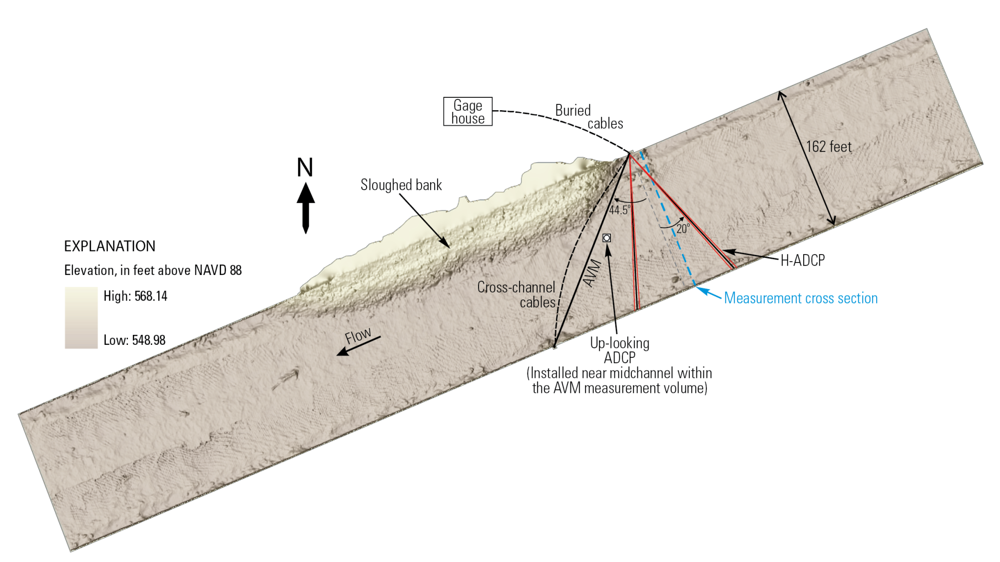 Gage
house
Buried
cables
162 feet
N
Sloughed bank
44.5°
20°
EXPLANATION
Elevation, in feet above NAVD 88
High: 568.14
Low: 548.98
H-ADCP
AVM
Cross-channel
cables
Measurement cross section
Flow
Up-looking
ADCP
(Installed near midchannel within
the AVM measurement volume)